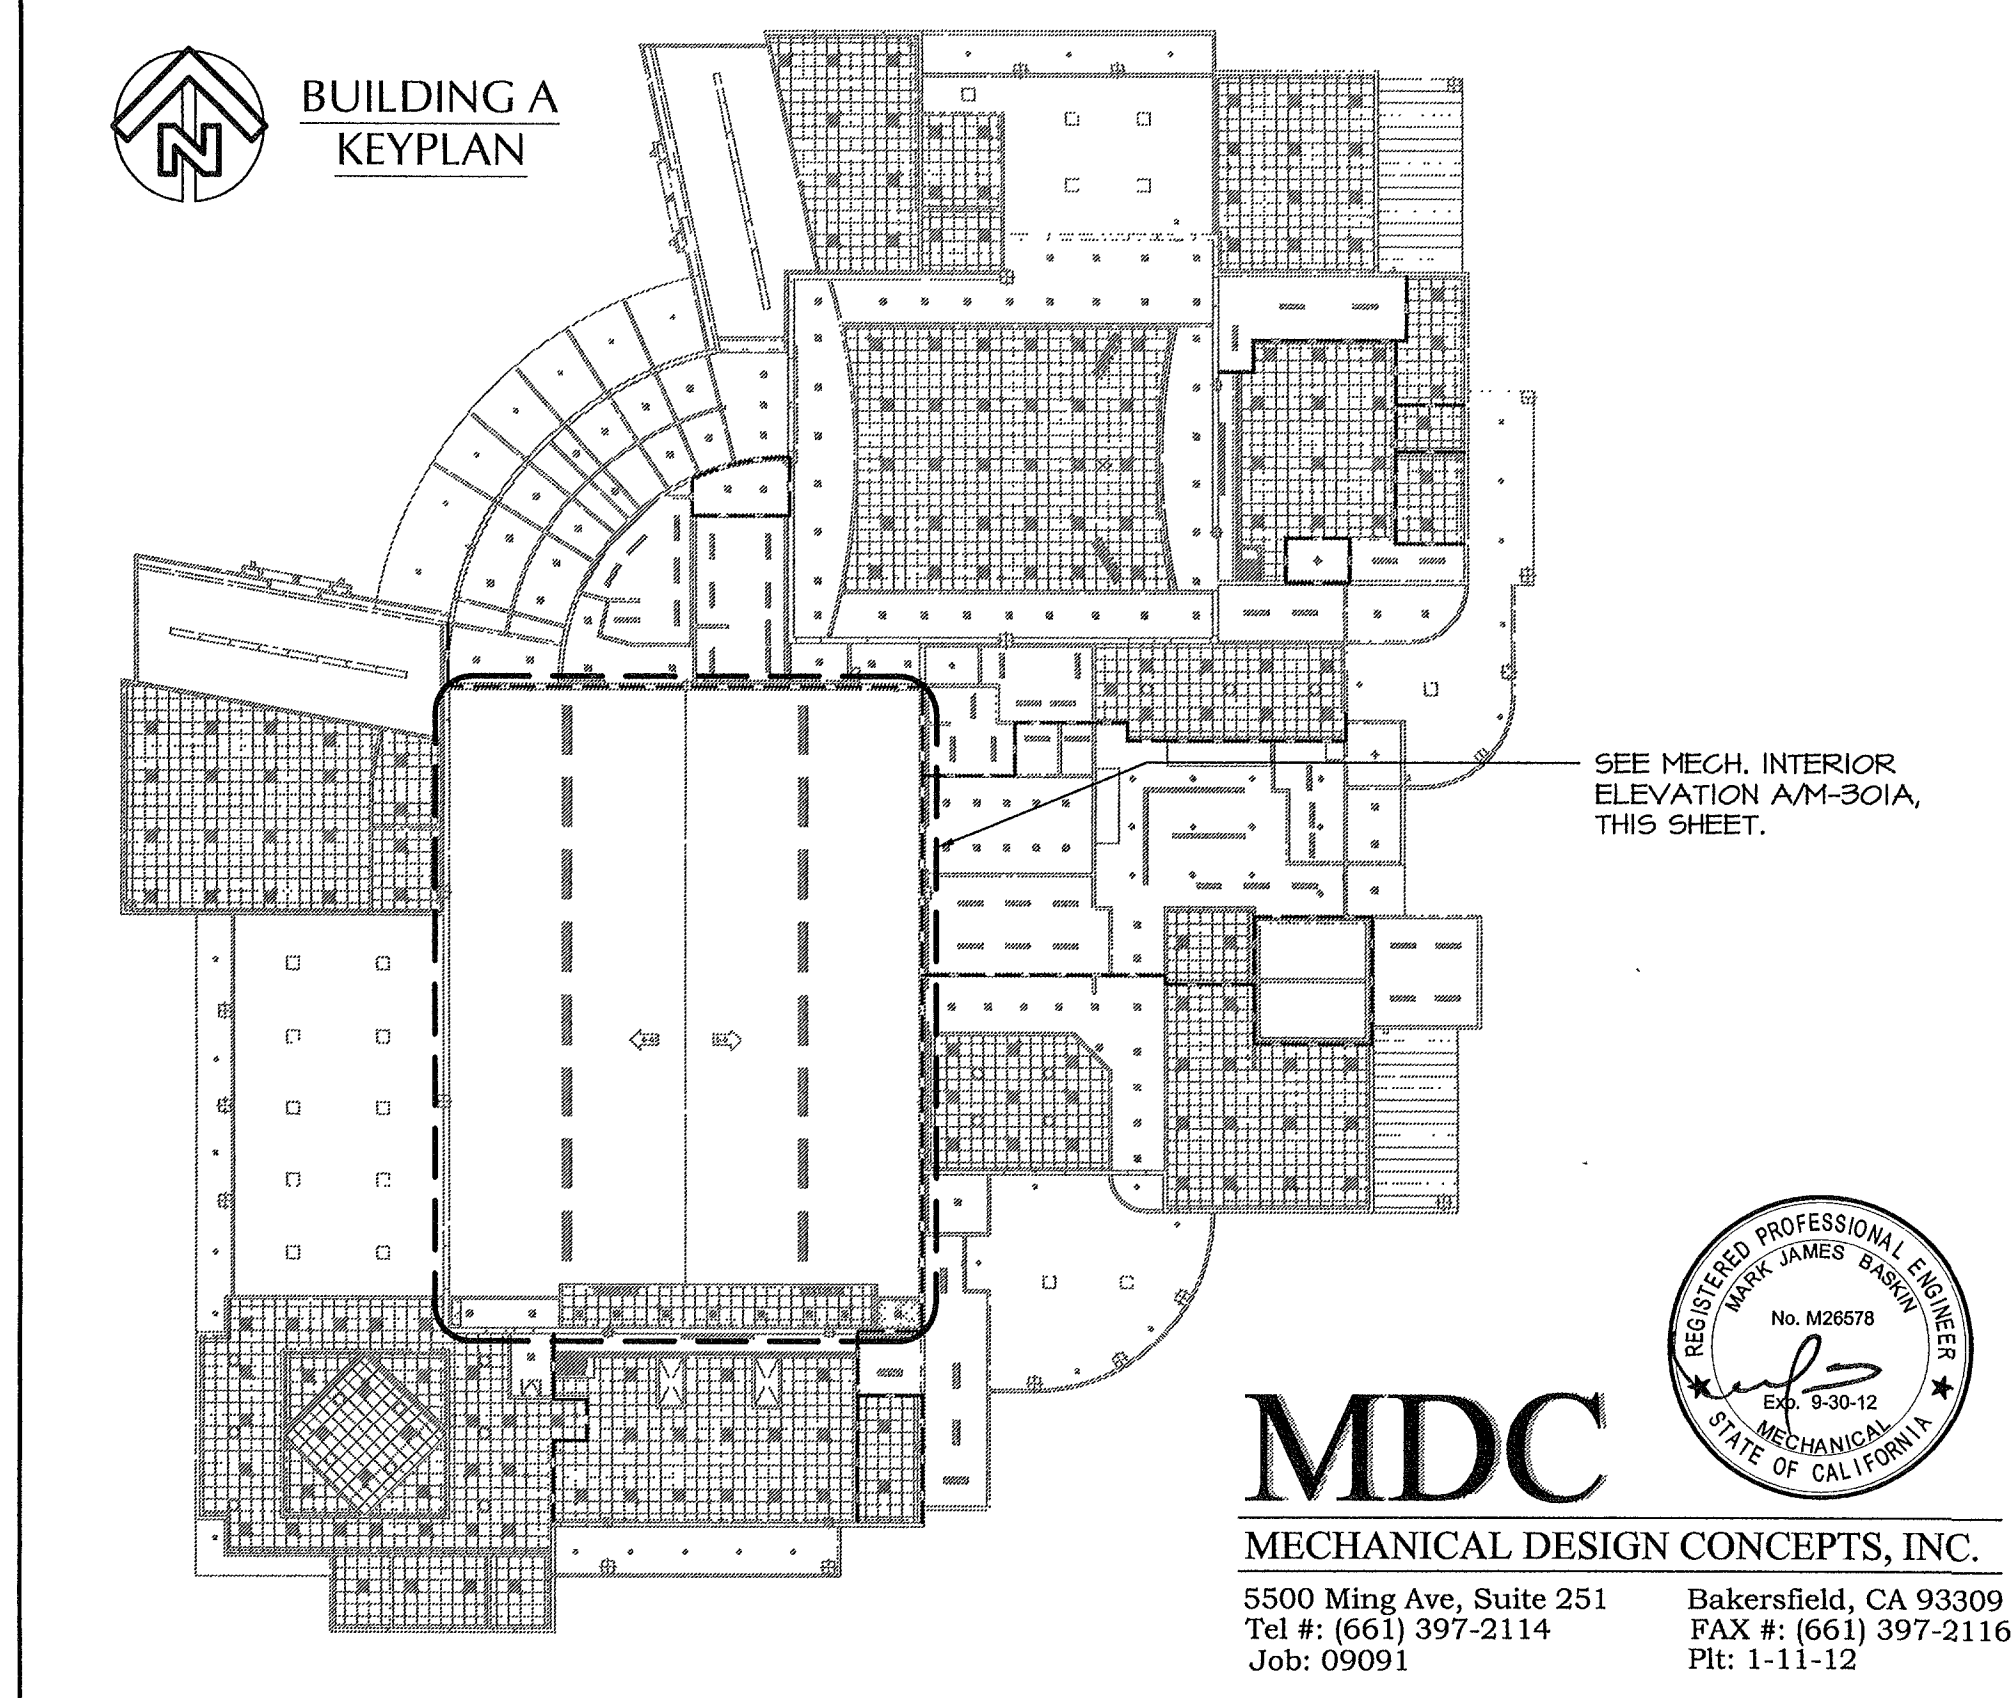 BUILDING A
KEYPLAN
N
SEE MECH. INTERIOR
ELEVATION A/M-301A,
THIS SHEET.
REGISTERED PROFESSIONAL ENGINEER
MARK JAMES BASKIN
No. M26578
Exp. 9-30-12
MECHANICAL
STATE OF CALIFORNIA
MDC
MECHANICAL DESIGN CONCEPTS, INC.
5500 Ming Ave, Suite 251 Bakersfield, CA 93309
Tel #: (661) 397-2114 FAX #: (661) 397-2116
Job: 09091 Plt: 1-11-12